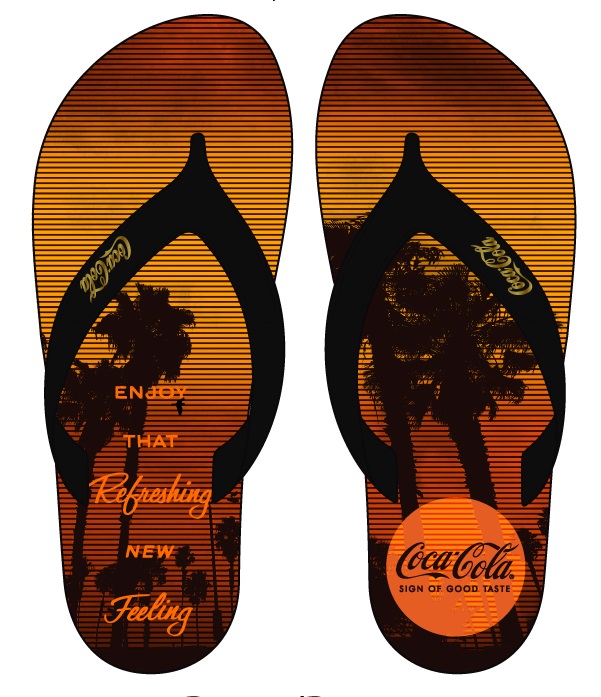 Coca-Cola
Coca-Cola
ENJOY
THAT
Refreshing
NEW
Feeling
Coca-Cola
SIGN OF GOOD TASTE